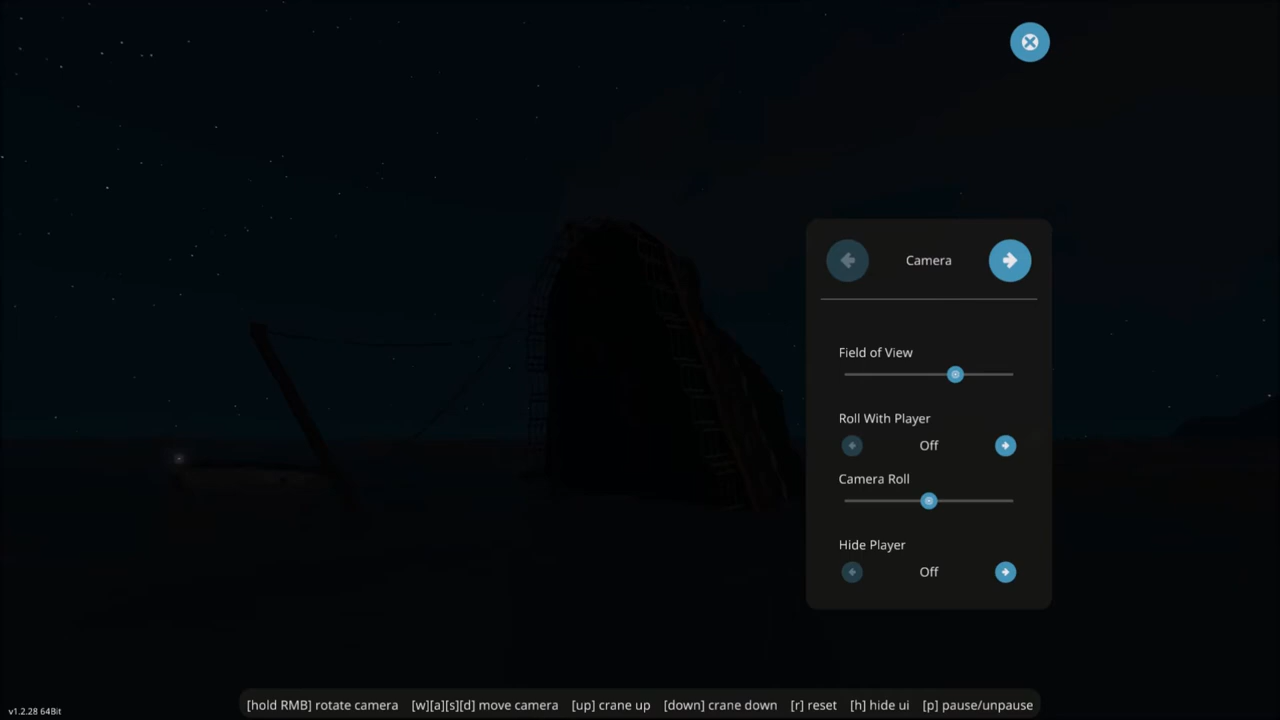 Camera
Field of View
Roll With Player
Off
Camera Roll
Hide Player
Off
v1.2.28 64Bit
[hold RMB] rotate camera [w][a][s][d] move camera [up] crane up [down] crane down [r] reset [h] hide ui [p] pause/unpause